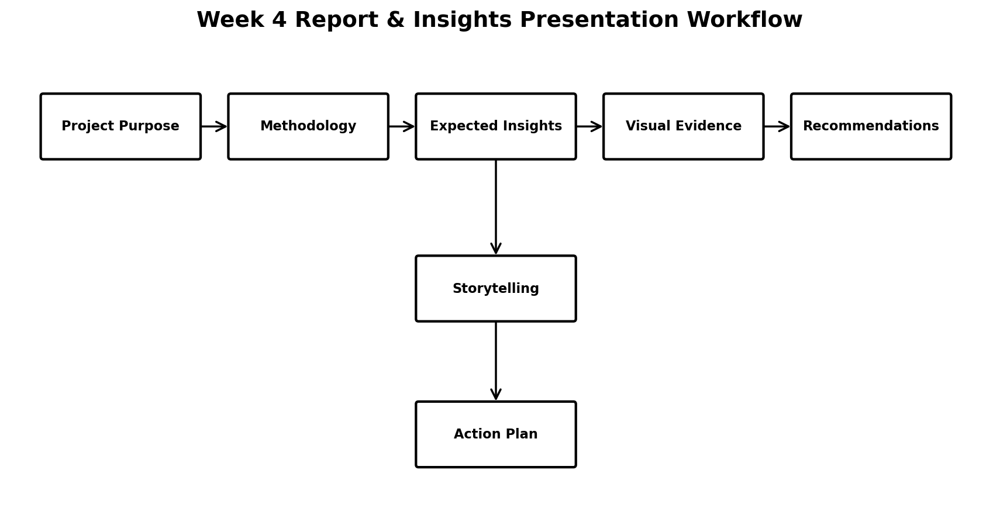 Week 4 Report & Insights Presentation Workflow
Project Purpose
Methodology
Expected Insights
Visual Evidence
Recommendations
Storytelling
Action Plan